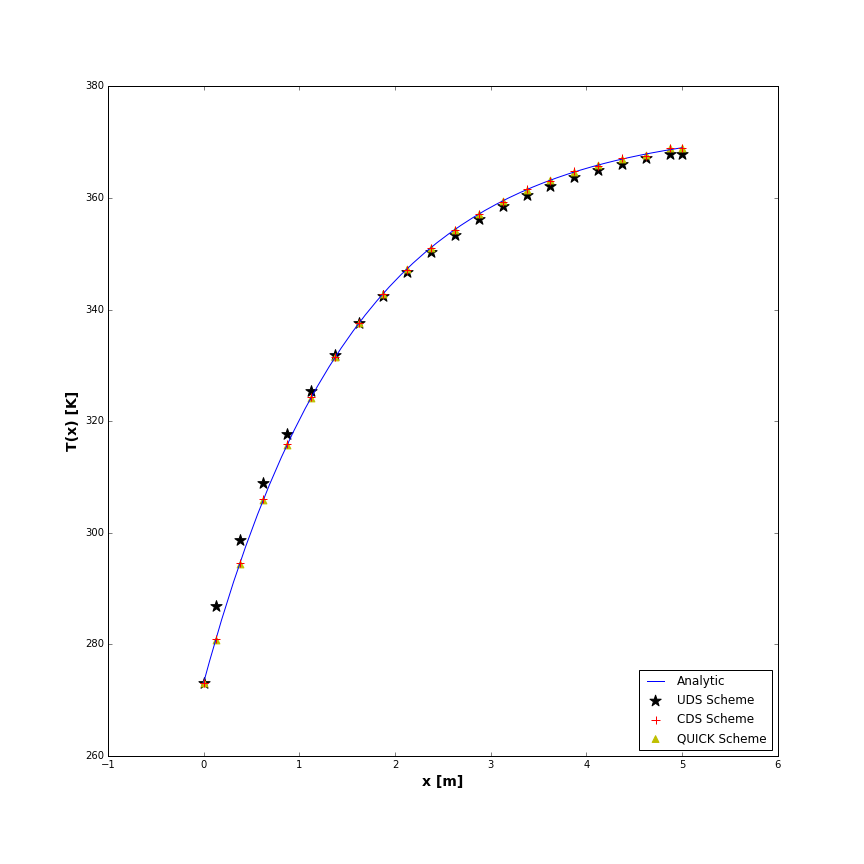 380
360
340
320
300
280
260
T(x) [K]
−1
0
1
2
3
4
5
6
x [m]
Analytic
UDS Scheme
CDS Scheme
QUICK Scheme